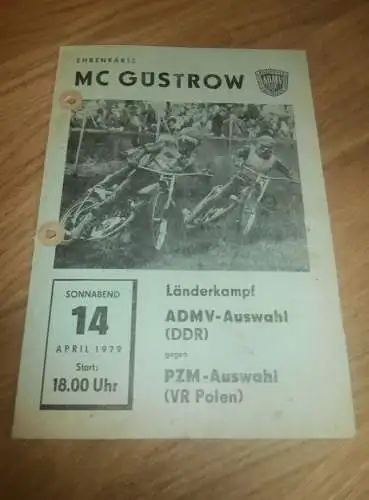 EHRENKARTE
MC GÜSTROW
ADMV
SONNABEND
14
APRIL 1979
Start:
18.00 Uhr
Länderkampf
ADMV-Auswahl
(DDR)
gegen
PZM-Auswahl
(VR Polen)